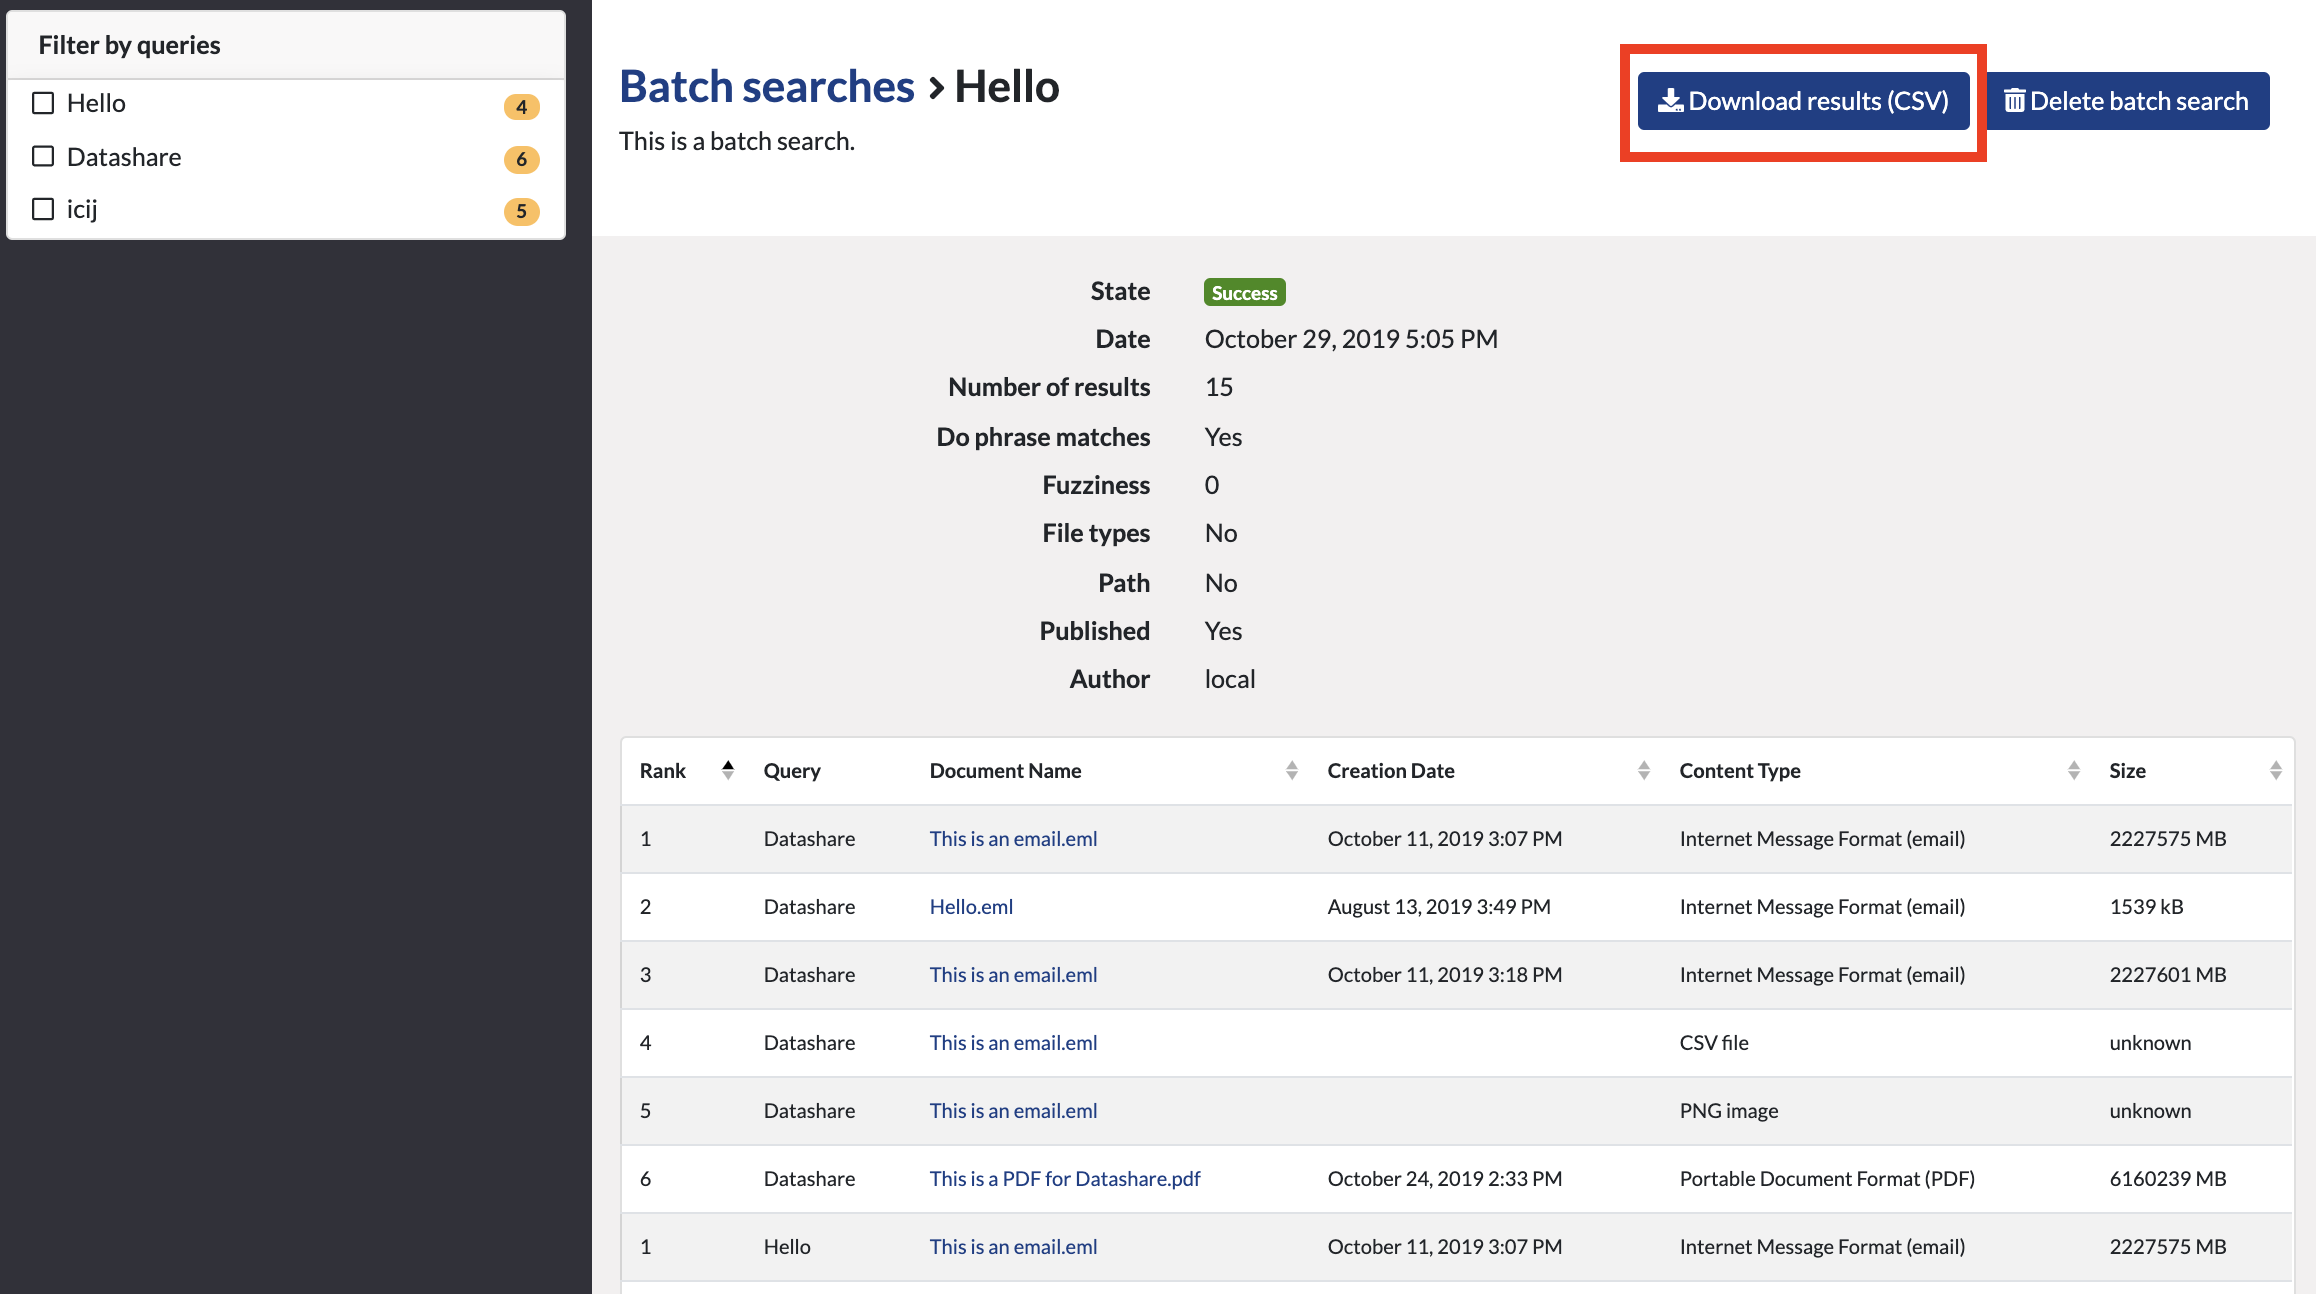 Filter by queries
Hello 4
Datashare 6
icij 5
Batch searches › Hello
This is a batch search.
Download results (CSV)
Delete batch search
State Success
Date October 29, 2019 5:05 PM
Number of results 15
Do phrase matches Yes
Fuzziness 0
File types No
Path No
Published Yes
Author local
Rank Query Document Name Creation Date Content Type Size
1 Datashare This is an email.eml October 11, 2019 3:07 PM Internet Message Format (email) 2227575 MB
2 Datashare Hello.eml August 13, 2019 3:49 PM Internet Message Format (email) 1539 kB
3 Datashare This is an email.eml October 11, 2019 3:18 PM Internet Message Format (email) 2227601 MB
4 Datashare This is an email.eml CSV file unknown
5 Datashare This is an email.eml PNG image unknown
6 Datashare This is a PDF for Datashare.pdf October 24, 2019 2:33 PM Portable Document Format (PDF) 6160239 MB
1 Hello This is an email.eml October 11, 2019 3:07 PM Internet Message Format (email) 2227575 MB